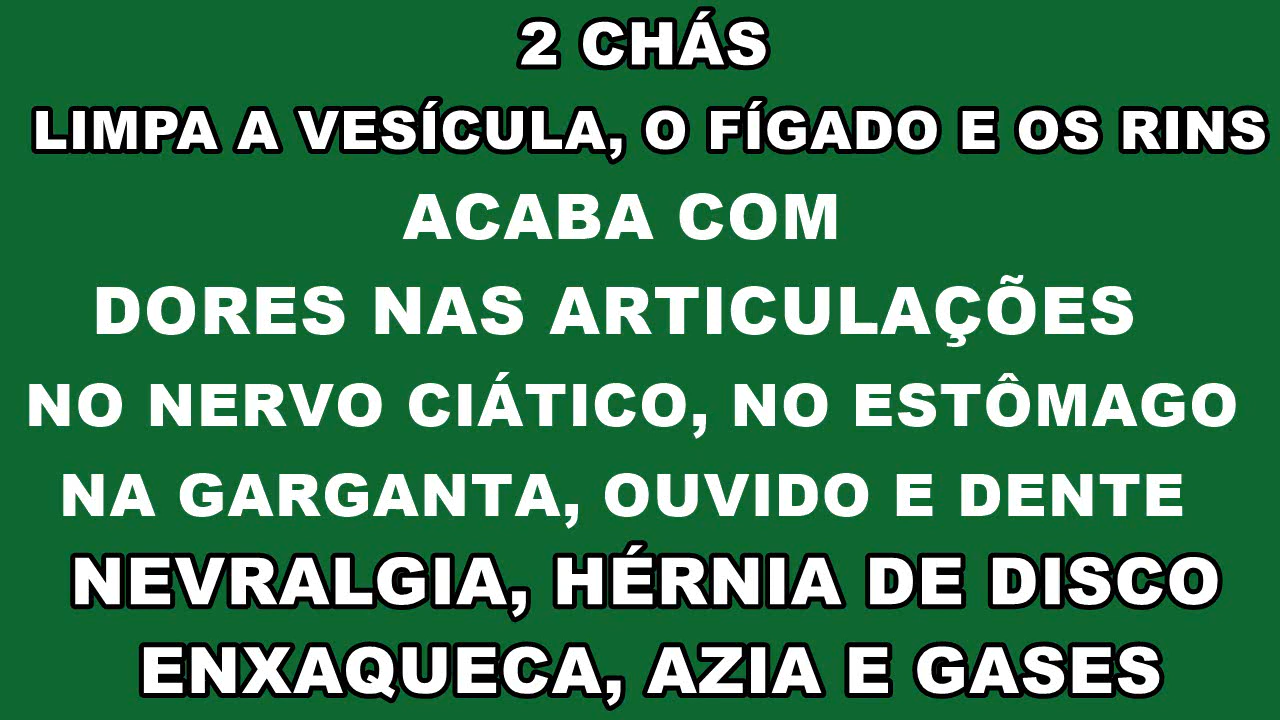 2 CHÁS
LIMPA A VESÍCULA, O FÍGADO E OS RINS
ACABA COM
DORES NAS ARTICULAÇÕES
NO NERVO CIÁTICO, NO ESTÔMAGO
NA GARGANTA, OUVIDO E DENTE
NEVRALGIA, HÉRNIA DE DISCO
ENXAQUECA, AZIA E GASES